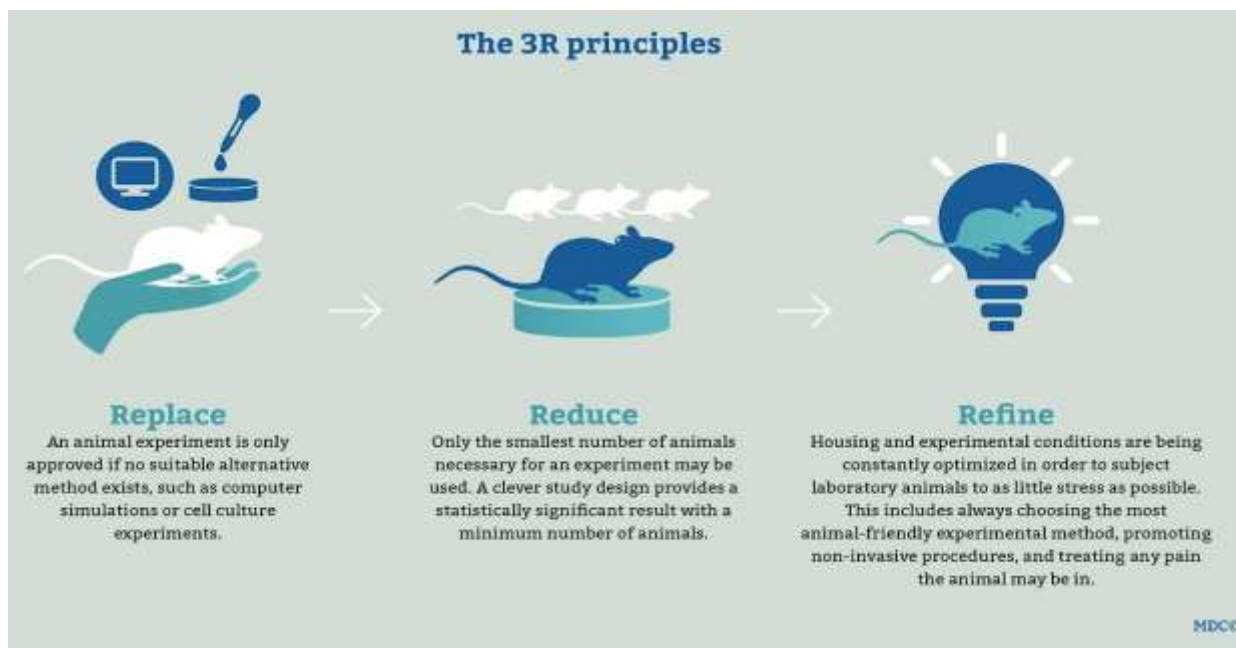 The 3R principles
Replace
An animal experiment is only
approved if no suitable alternative
method exists, such as computer
simulations or cell culture
experiments.
Reduce
Only the smallest number of animals
necessary for an experiment may be
used. A clever study design provides a
statistically significant result with a
minimum number of animals.
Refine
Housing and experimental conditions are being
constantly optimized in order to subject
laboratory animals to as little stress as possible.
This includes always choosing the most
animal-friendly experimental method, promoting
non-invasive procedures, and treating any pain
the animal may be in.
MDC©